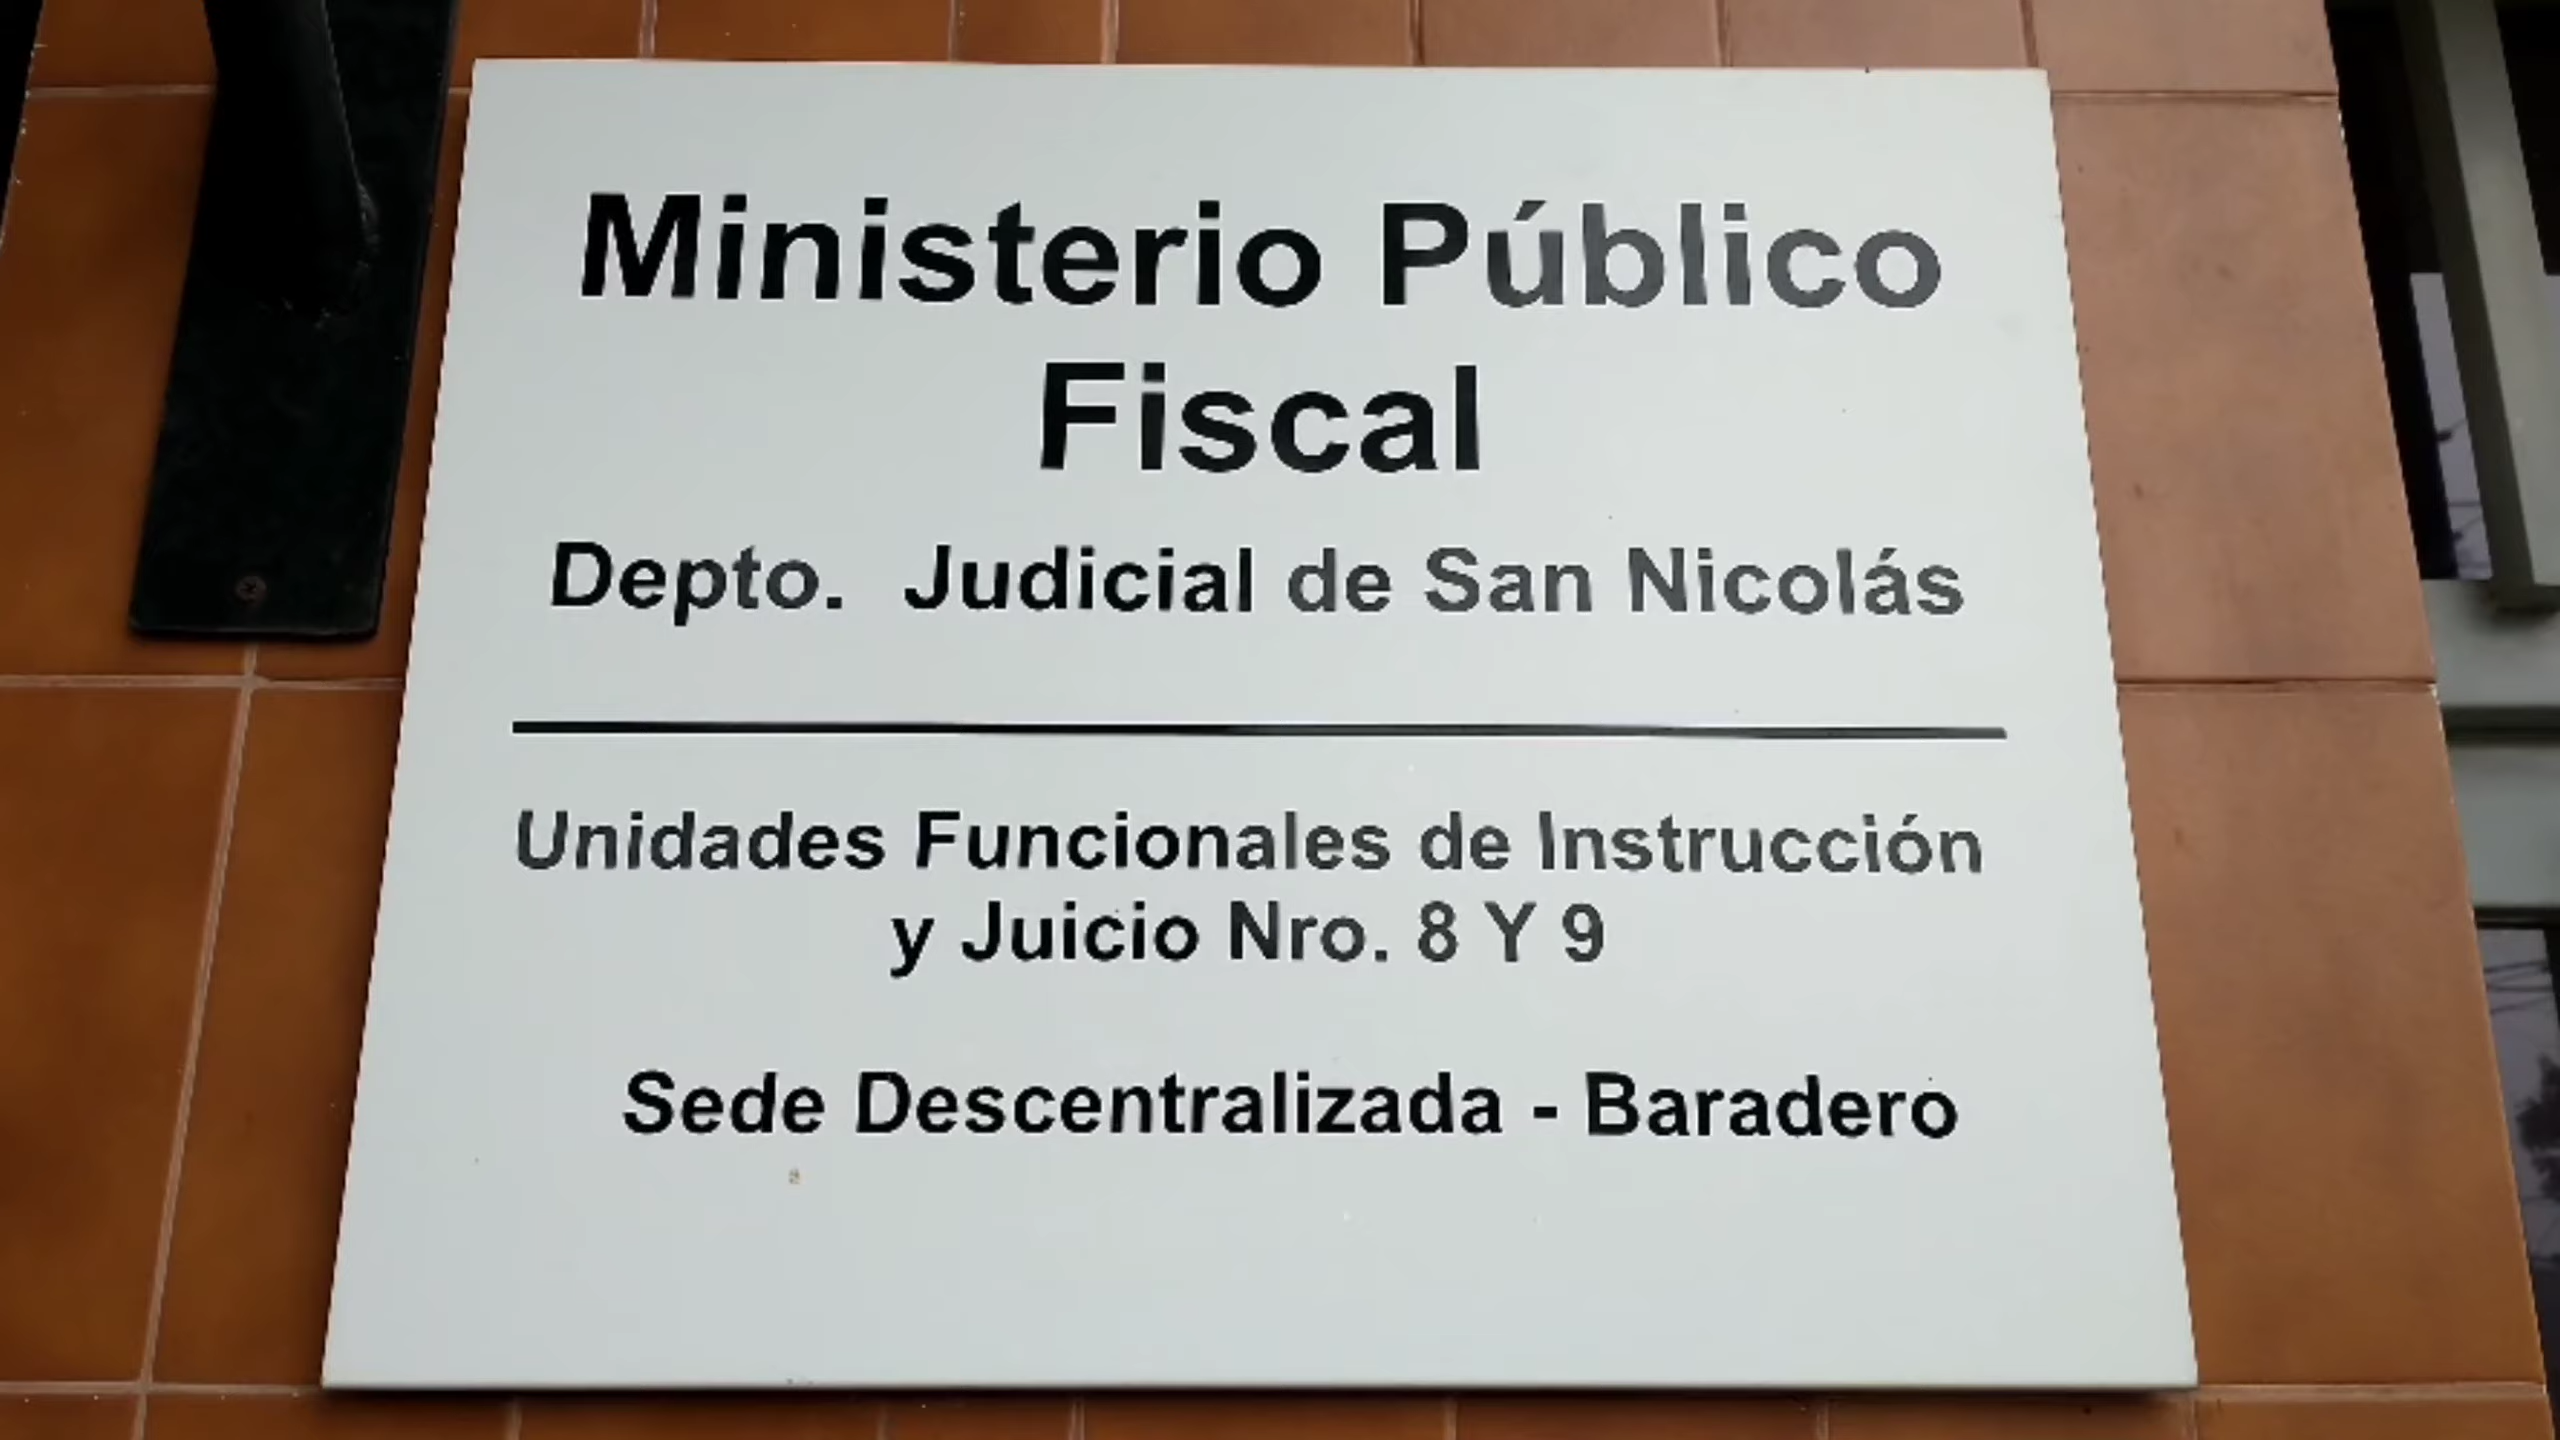 Ministerio Público
Fiscal
Depto. Judicial de San Nicolás
Unidades Funcionales de Instrucción
y Juicio Nro. 8 Y 9
Sede Descentralizada - Baradero